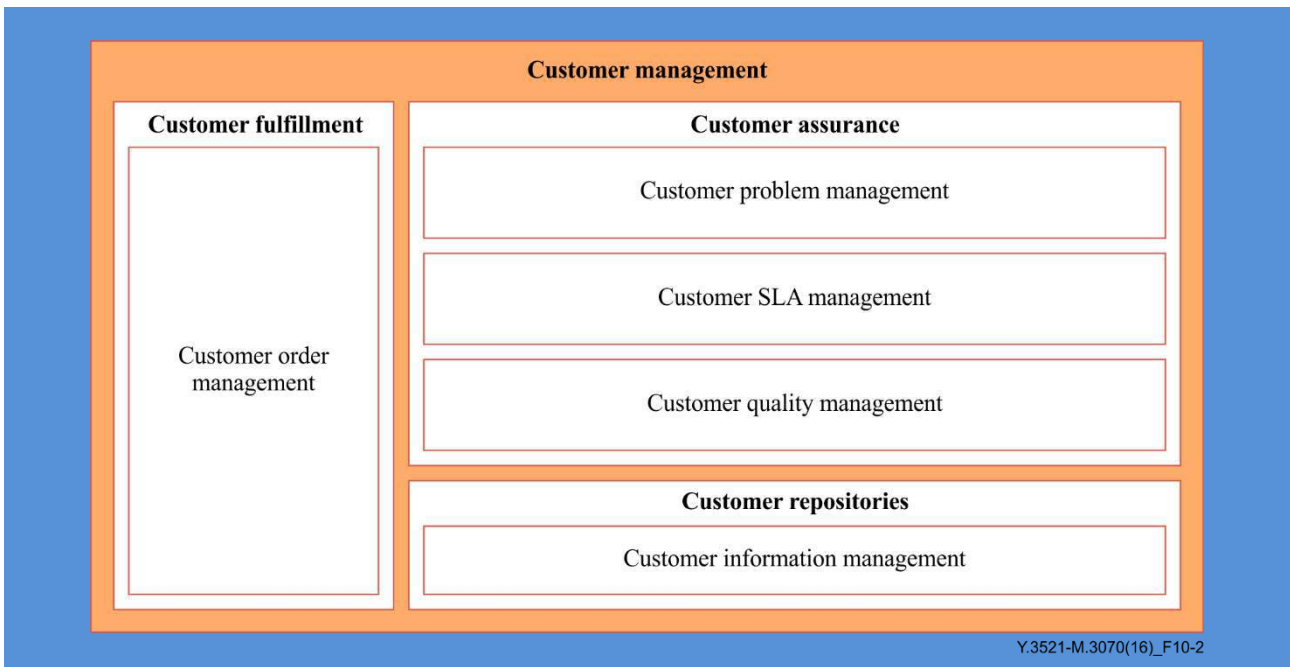 Customer management
Customer fulfillment
Customer order
management
Customer assurance
Customer problem management
Customer SLA management
Customer quality management
Customer repositories
Customer information management
Y.3521-M.3070(16)_F10-2